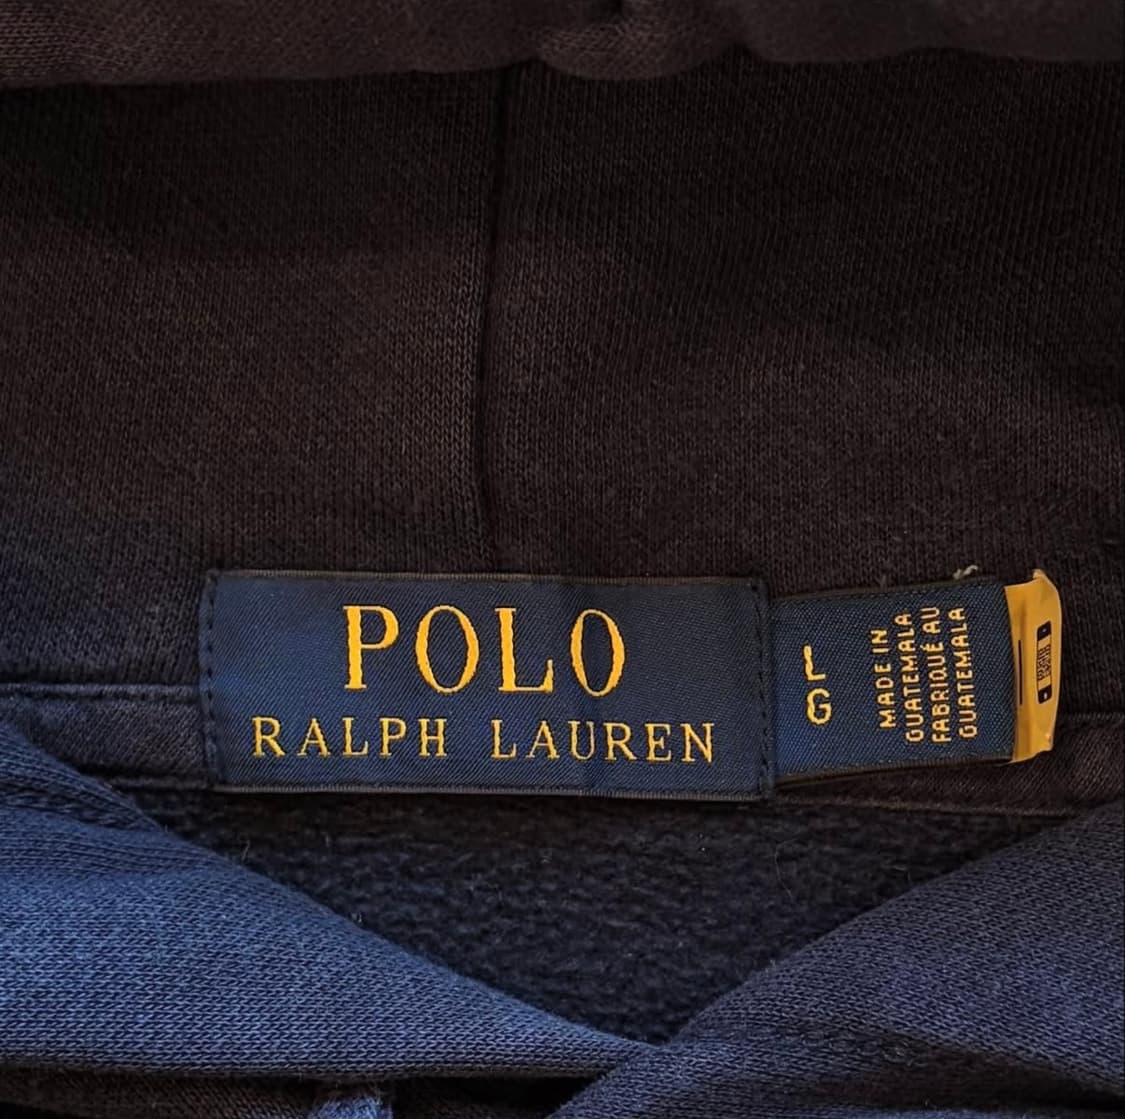 POLO
RALPH LAUREN
L
G
MADE IN
GUATEMALA
FABRIQUÉ AU
GUATEMALA